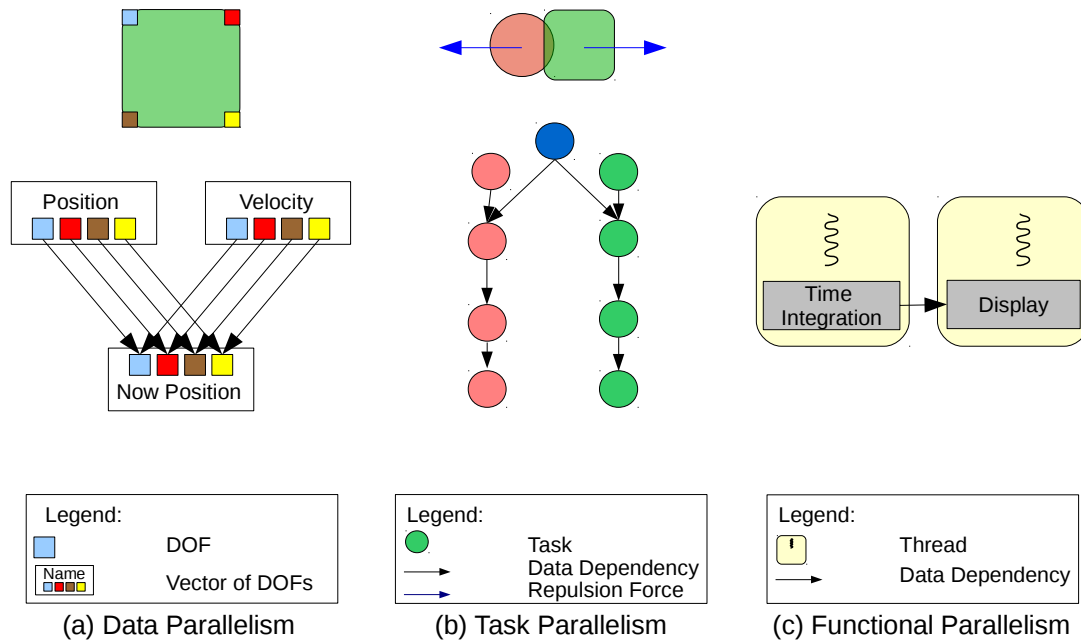 Position
Velocity
Now Position
Time
Integration
Display
Legend:
DOF
Name
Vector of DOFs
Legend:
Task
Data Dependency
Repulsion Force
Legend:
Thread
Data Dependency
(a) Data Parallelism
(b) Task Parallelism
(c) Functional Parallelism